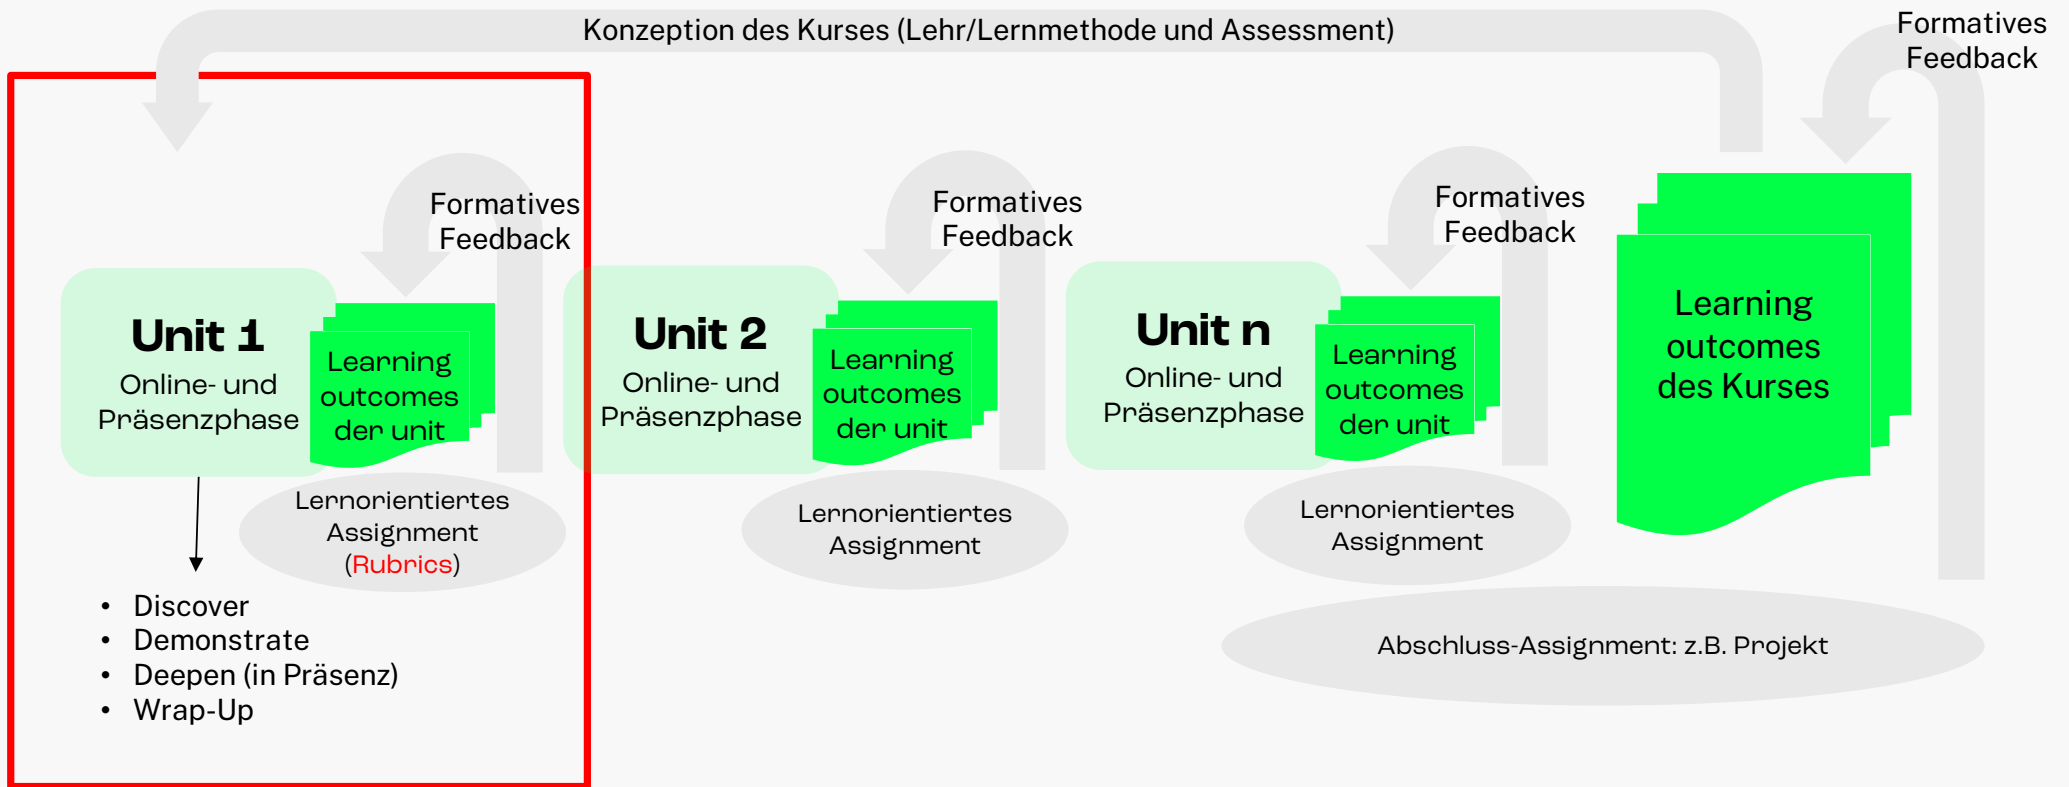 Konzeption des Kurses (Lehr/Lernmethode und Assessment)
Formatives
Feedback
Formatives
Feedback
Unit 1
Online- und
Präsenzphase
Learning
outcomes
der unit
Lernorientiertes
Assignment
(Rubrics)
• Discover
• Demonstrate
• Deepen (in Präsenz)
• Wrap-Up
Formatives
Feedback
Unit 2
Online- und
Präsenzphase
Learning
outcomes
der unit
Lernorientiertes
Assignment
Formatives
Feedback
Unit n
Online- und
Präsenzphase
Learning
outcomes
der unit
Lernorientiertes
Assignment
Learning
outcomes
des Kurses
Abschluss-Assignment: z.B. Projekt